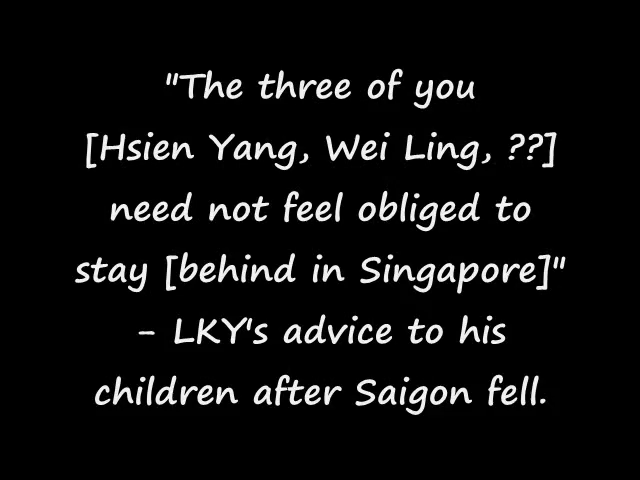 "The three of you
[Hsien Yang, Wei Ling, ??]
need not feel obliged to
stay [behind in Singapore]"
- LKY's advice to his
children after Saigon fell.